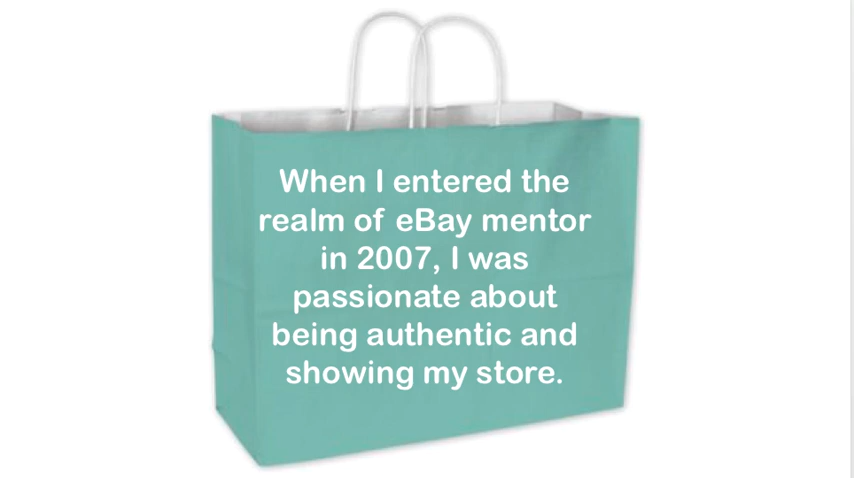 When I entered the
realm of eBay mentor
in 2007, I was
passionate about
being authentic and
showing my store.